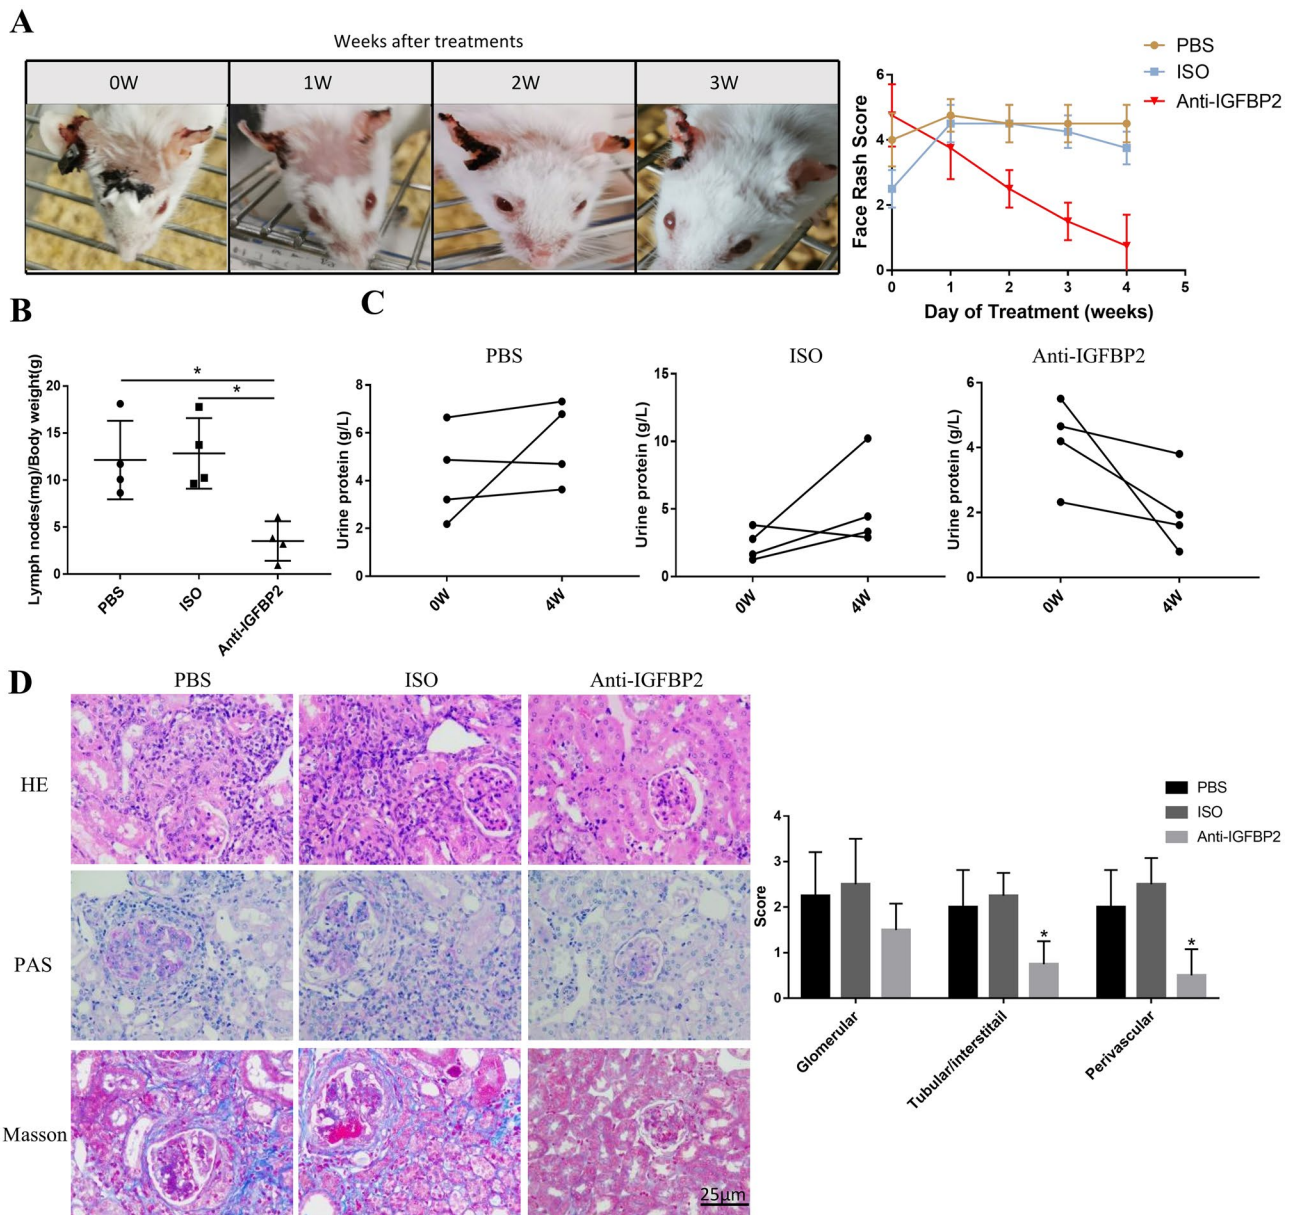 A
Weeks after treatments
0W 1W 2W 3W
PBS
ISO
Anti-IGFBP2
Face Rash Score
6
4
2
0
0 1 2 3 4 5
Day of Treatment (weeks)
B
Lymph nodes(mg)/Body weight(g)
20
15
10
5
0
* *
PBS ISO Anti-IGFBP2
C
PBS
Urine protein (g/L)
8
6
4
2
0
0W 4W
ISO
Urine protein (g/L)
15
10
5
0
0W 4W
Anti-IGFBP2
Urine protein (g/L)
6
4
2
0
0W 4W
D
PBS ISO Anti-IGFBP2
HE
PAS
Masson
25μm
PBS
ISO
Anti-IGFBP2
Score
4
3
2
1
0
* *
Glomerular Tubular/interstitail Perivascular